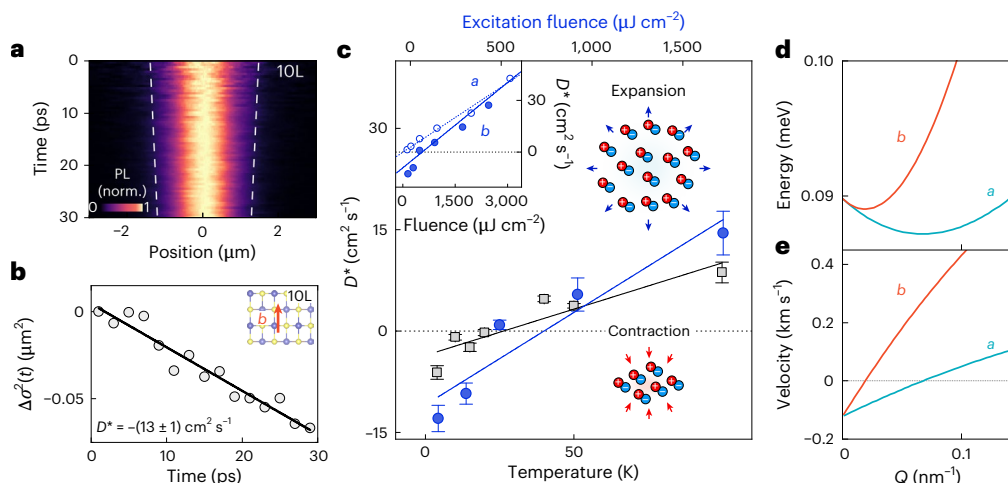 a
10L
0
10
20
30
Time (ps)
PL
(norm.)
0 1
−2 0 2
Position (μm)
b
10L
b
0
−0.05
Δσ²(t) (μm²)
D* = −(13 ± 1) cm² s⁻¹
0 10 20 30
Time (ps)
c
Excitation fluence (μJ cm⁻²)
0 500 1,000 1,500
30
15
0
−15
D* (cm² s⁻¹)
a
b
40
0
D* (cm² s⁻¹)
0 1,500 3,000
Fluence (μJ cm⁻²)
Expansion
Contraction
0 50
Temperature (K)
d
0.10
0.09
Energy (meV)
b
a
e
0.4
0.2
0
−0.2
Velocity (km s⁻¹)
b
a
0 0.1
Q (nm⁻¹)